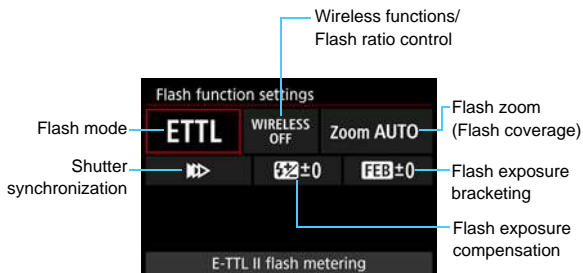 Wireless functions/
Flash ratio control
Flash function settings
Flash mode
ETTL
WIRELESS
OFF
Zoom AUTO
Flash zoom
(Flash coverage)
Shutter
synchronization
±0
FEB±0
Flash exposure
bracketing
Flash exposure
compensation
E-TTL II flash metering